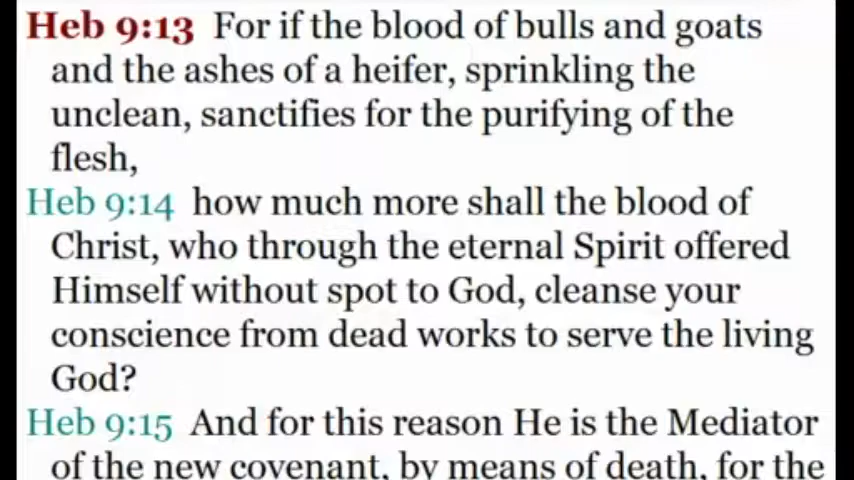 Heb 9:13 For if the blood of bulls and goats
and the ashes of a heifer, sprinkling the
unclean, sanctifies for the purifying of the
flesh,
Heb 9:14 how much more shall the blood of
Christ, who through the eternal Spirit offered
Himself without spot to God, cleanse your
conscience from dead works to serve the living
God?
Heb 9:15 And for this reason He is the Mediator
of the new covenant, by means of death, for the